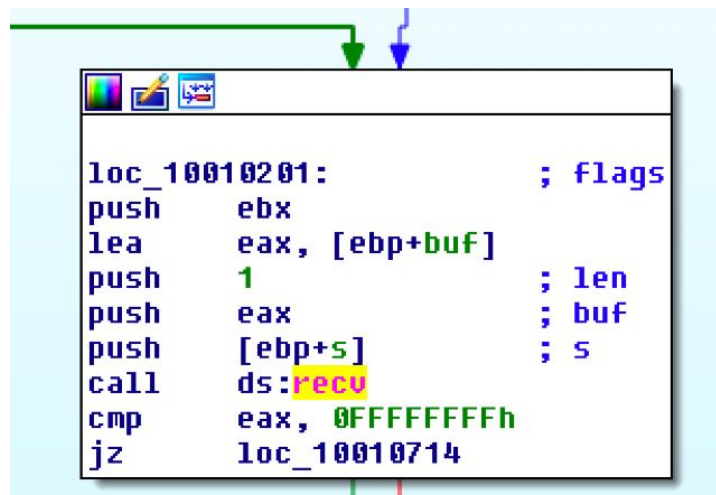 loc_10010201: ; flags
push ebx
lea eax, [ebp+buf]
push 1 ; len
push eax ; buf
push [ebp+s] ; s
call ds:recv
cmp eax, 0FFFFFFFFh
jz loc_10010714